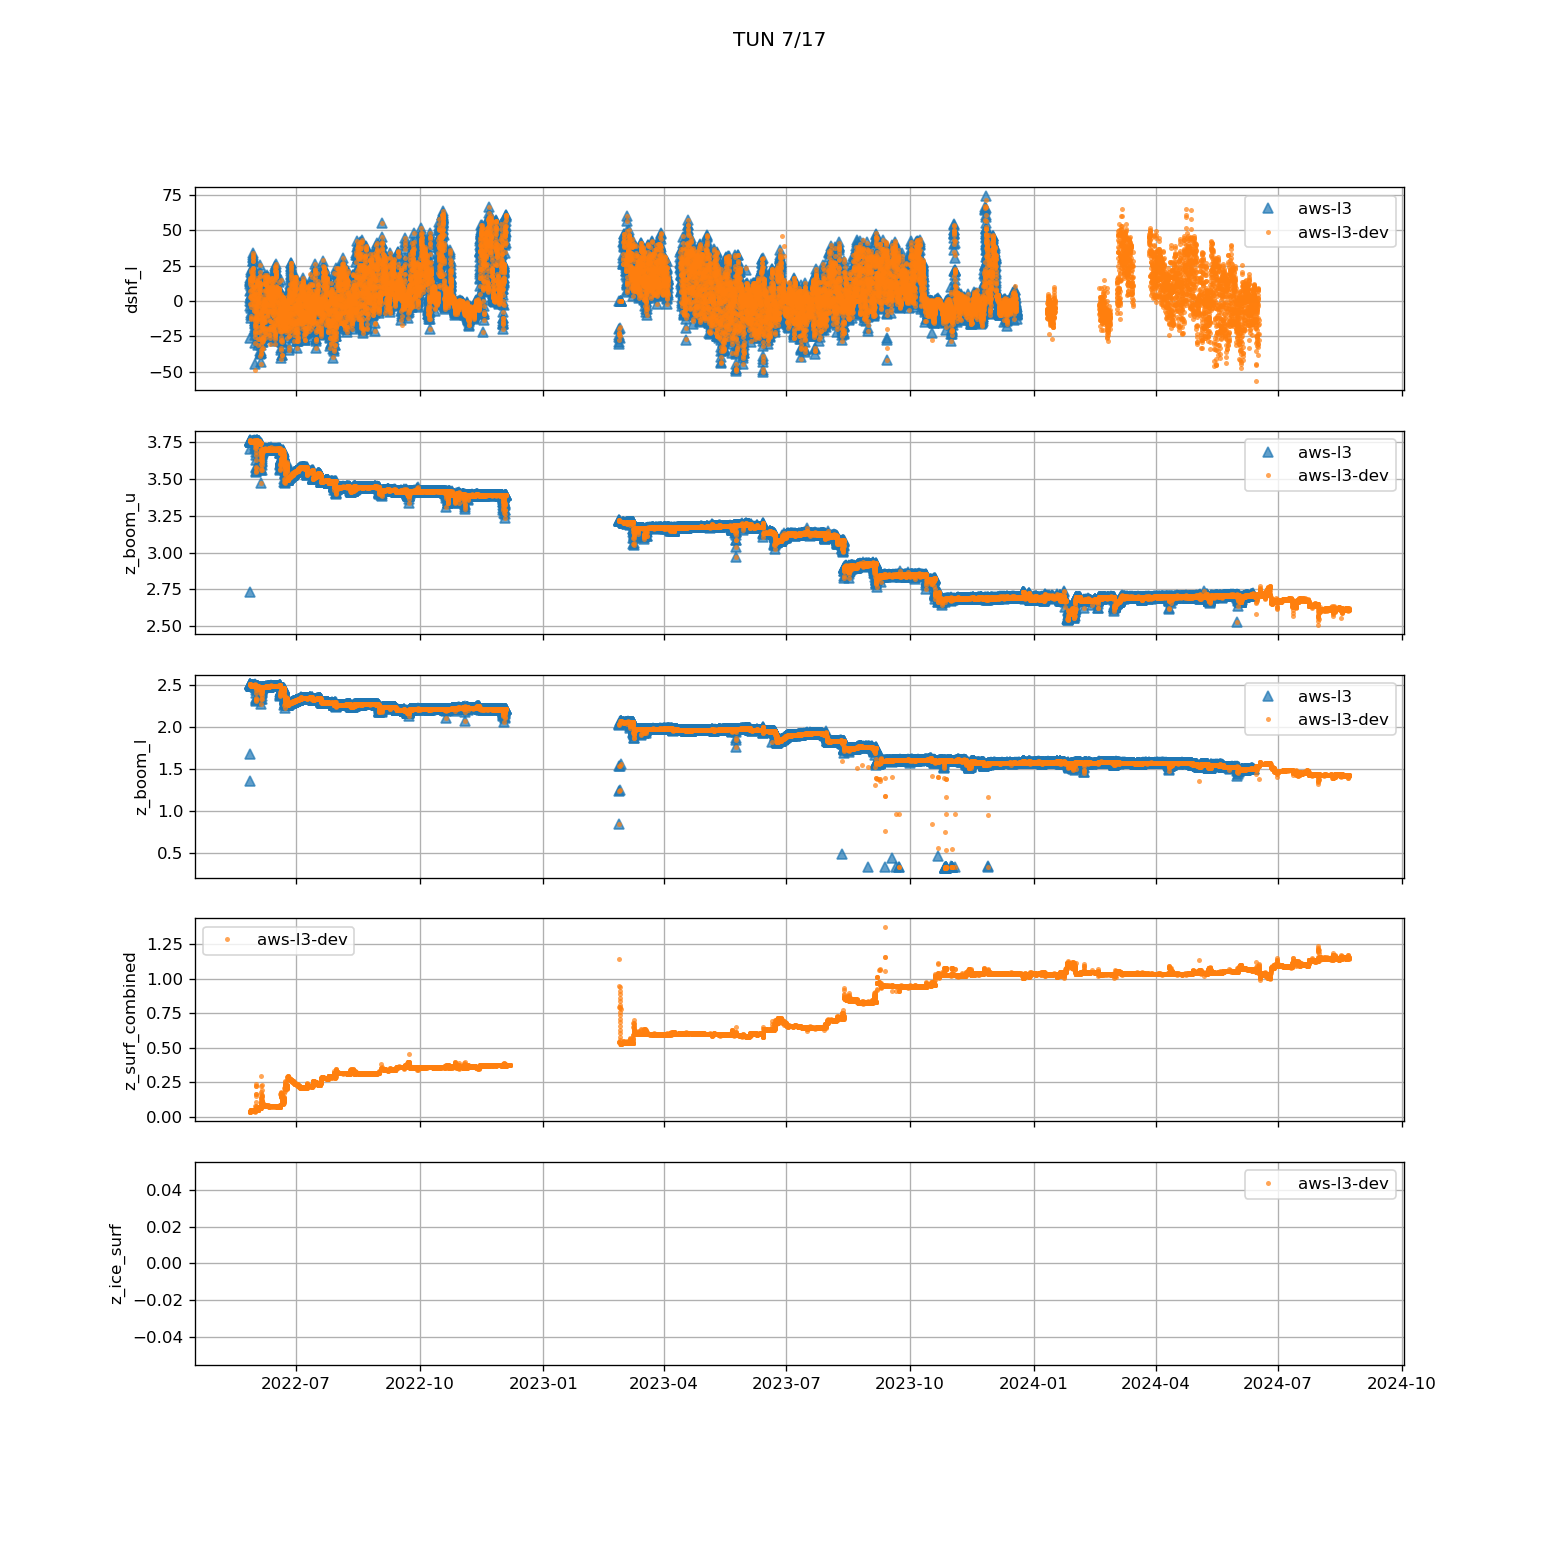 TUN 7/17
dshf_l
75
50
25
0
−25
−50
aws-l3
aws-l3-dev
z_boom_u
3.75
3.50
3.25
3.00
2.75
2.50
aws-l3
aws-l3-dev
z_boom_l
2.5
2.0
1.5
1.0
0.5
aws-l3
aws-l3-dev
z_surf_combined
1.25
1.00
0.75
0.50
0.25
0.00
aws-l3-dev
z_ice_surf
0.04
0.02
0.00
−0.02
−0.04
aws-l3-dev
2022-07 2022-10 2023-01 2023-04 2023-07 2023-10 2024-01 2024-04 2024-07 2024-10